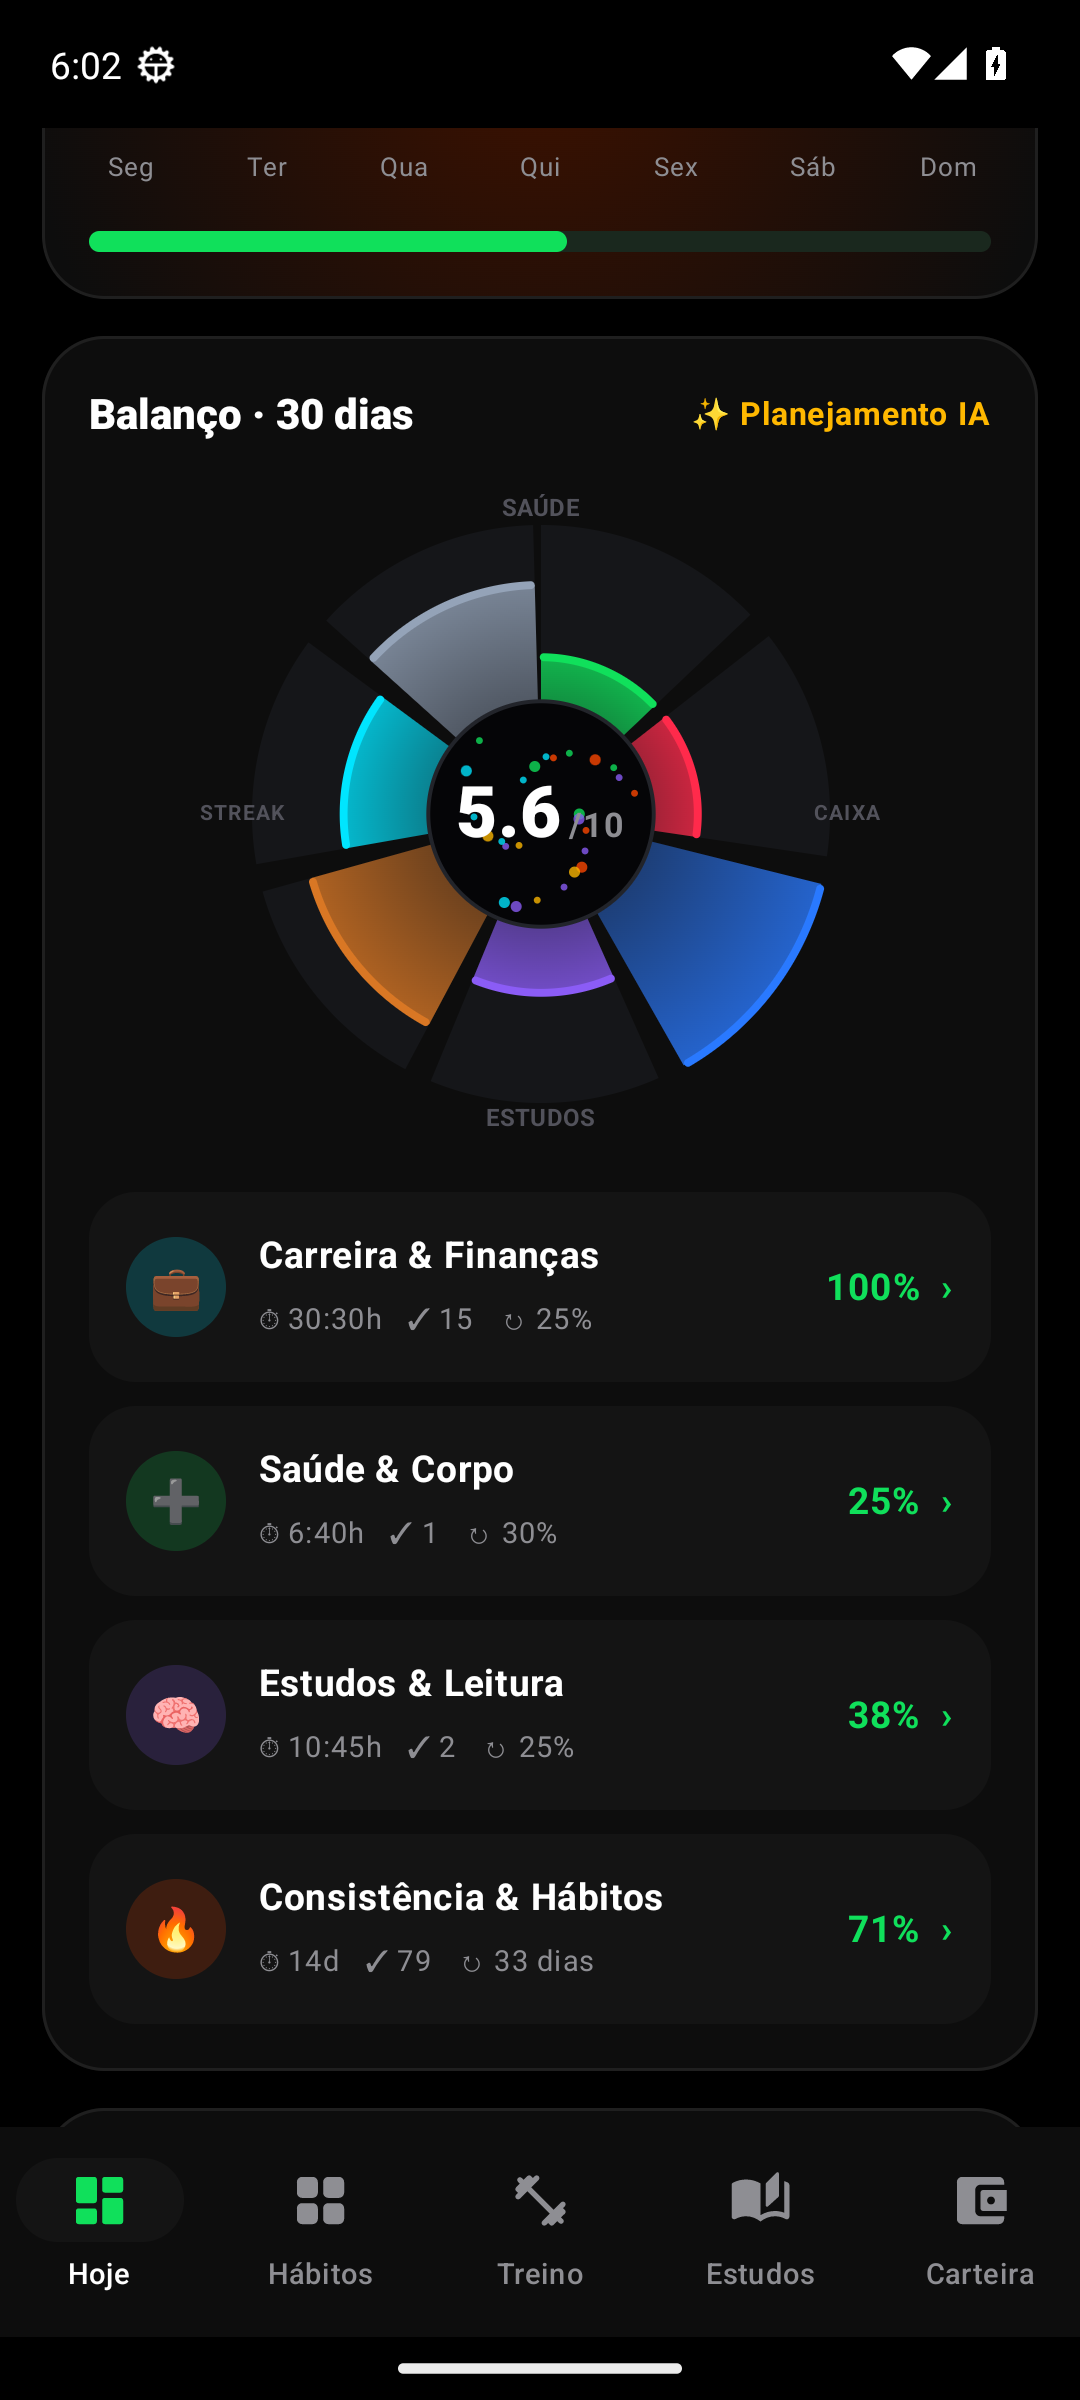 6:02
Seg Ter Qua Qui Sex Sáb Dom
Balanço · 30 dias
✨ Planejamento IA
SAÚDE
STREAK
5.6 /10
CAIXA
ESTUDOS
Carreira & Finanças
⏱ 30:30h ✓ 15 ↻ 25%
100% ›
Saúde & Corpo
⏱ 6:40h ✓ 1 ↻ 30%
25% ›
Estudos & Leitura
⏱ 10:45h ✓ 2 ↻ 25%
38% ›
Consistência & Hábitos
⏱ 14d ✓ 79 ↻ 33 dias
71% ›
Hoje Hábitos Treino Estudos Carteira